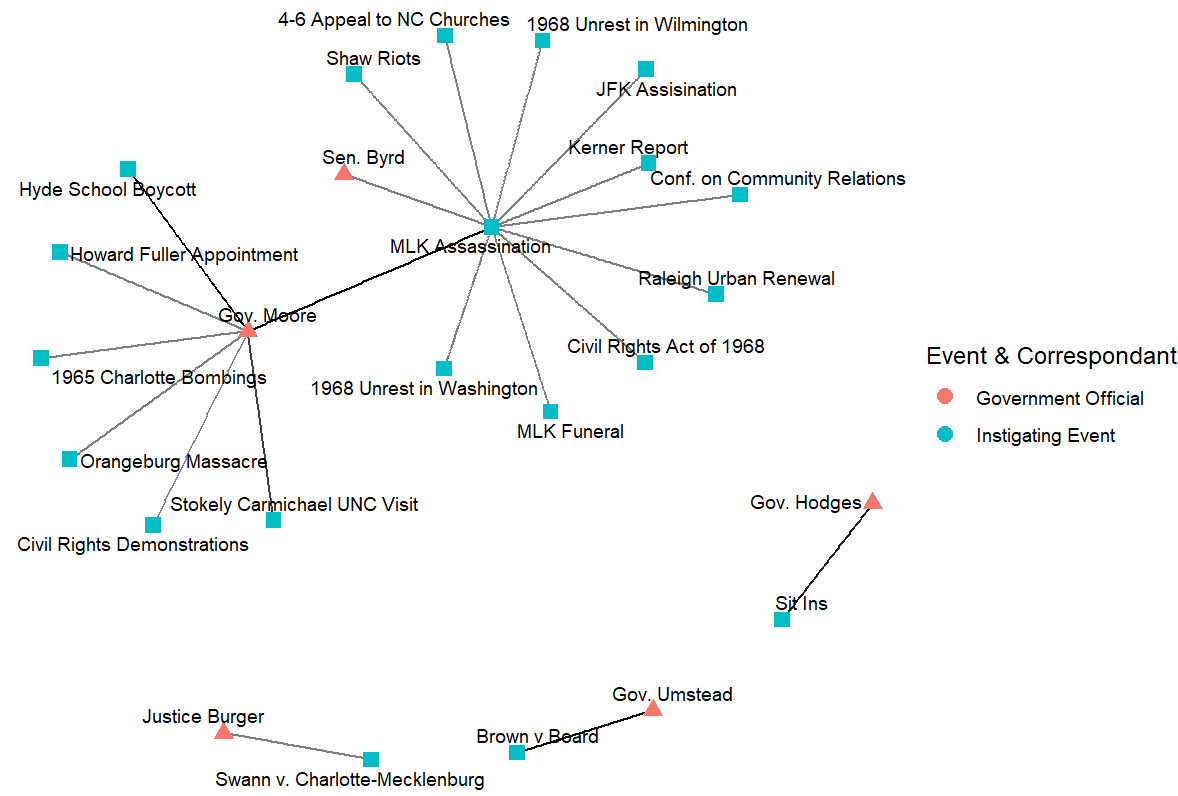 4-6 Appeal to NC Churches
1968 Unrest in Wilmington
Shaw Riots
JFK Assisination
Kerner Report
Sen. Byrd
Conf. on Community Relations
Hyde School Boycott
MLK Assassination
Howard Fuller Appointment
Raleigh Urban Renewal
Gov. Moore
Civil Rights Act of 1968
Event & Correspondant
1965 Charlotte Bombings
1968 Unrest in Washington
Government Official
MLK Funeral
Instigating Event
Orangeburg Massacre
Stokely Carmichael UNC Visit
Gov. Hodges
Civil Rights Demonstrations
Sit Ins
Gov. Umstead
Justice Burger
Brown v Board
Swann v. Charlotte-Mecklenburg